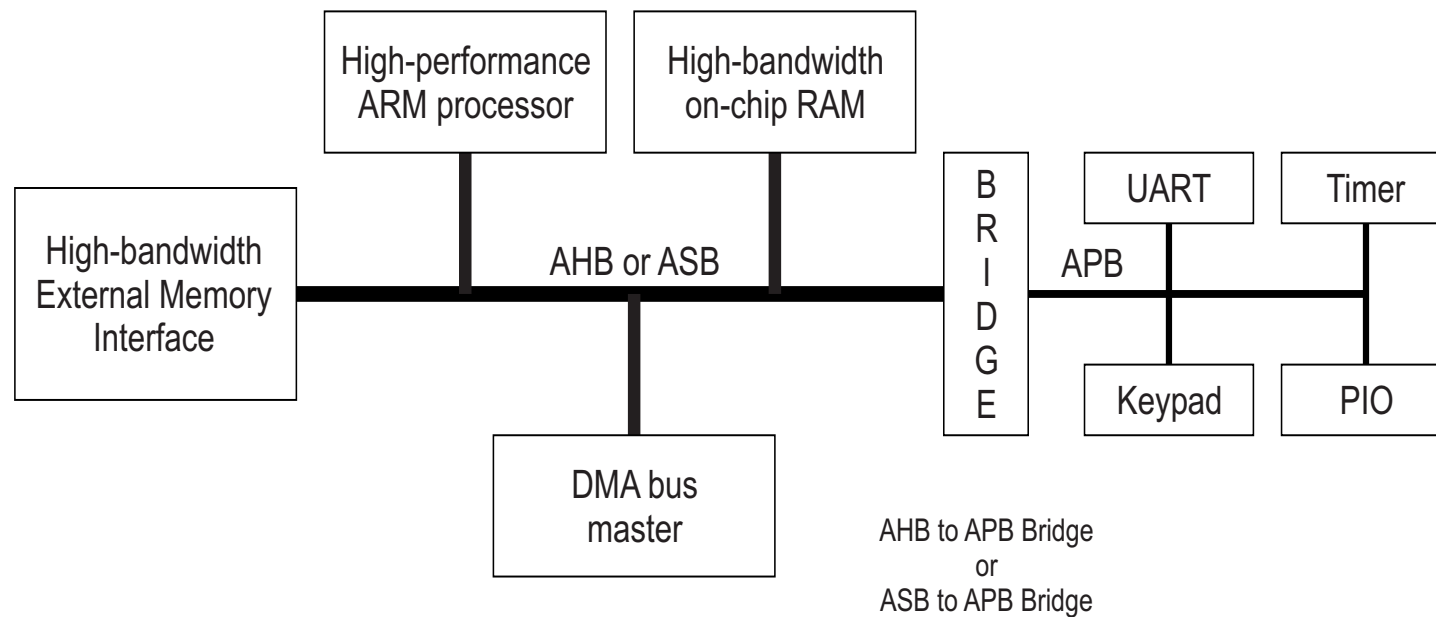 High-performance
ARM processor
High-bandwidth
on-chip RAM
High-bandwidth
External Memory
Interface
AHB or ASB
B
R
I
D
G
E
APB
UART
Timer
Keypad
PIO
DMA bus
master
AHB to APB Bridge
or
ASB to APB Bridge